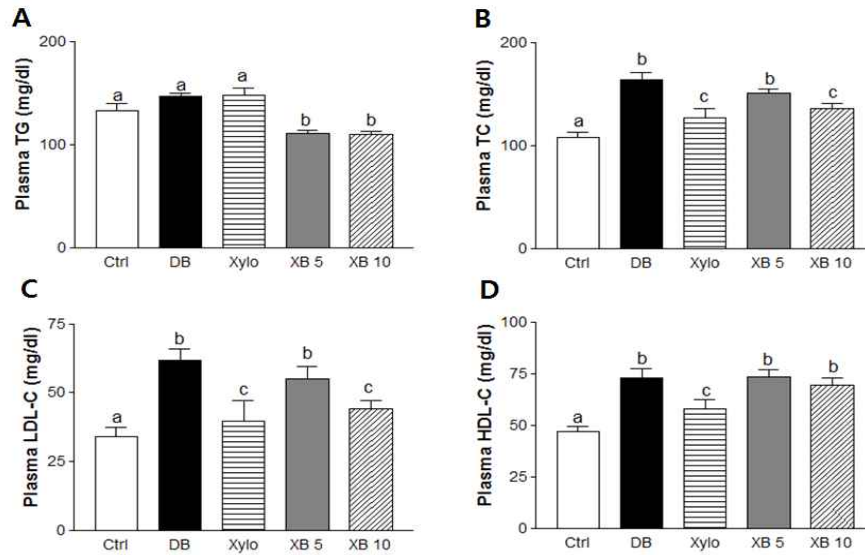 A
Plasma TG (mg/dl)
200
100
0
a
a
a
b
b
Ctrl DB Xylo XB 5 XB 10
B
Plasma TC (mg/dl)
200
100
0
a
b
c
b
c
Ctrl DB Xylo XB 5 XB 10
C
Plasma LDL-C (mg/dl)
75
50
25
0
a
b
c
b
c
Ctrl DB Xylo XB 5 XB 10
D
Plasma HDL-C (mg/dl)
100
75
50
25
0
a
b
c
b
b
Ctrl DB Xylo XB 5 XB 10